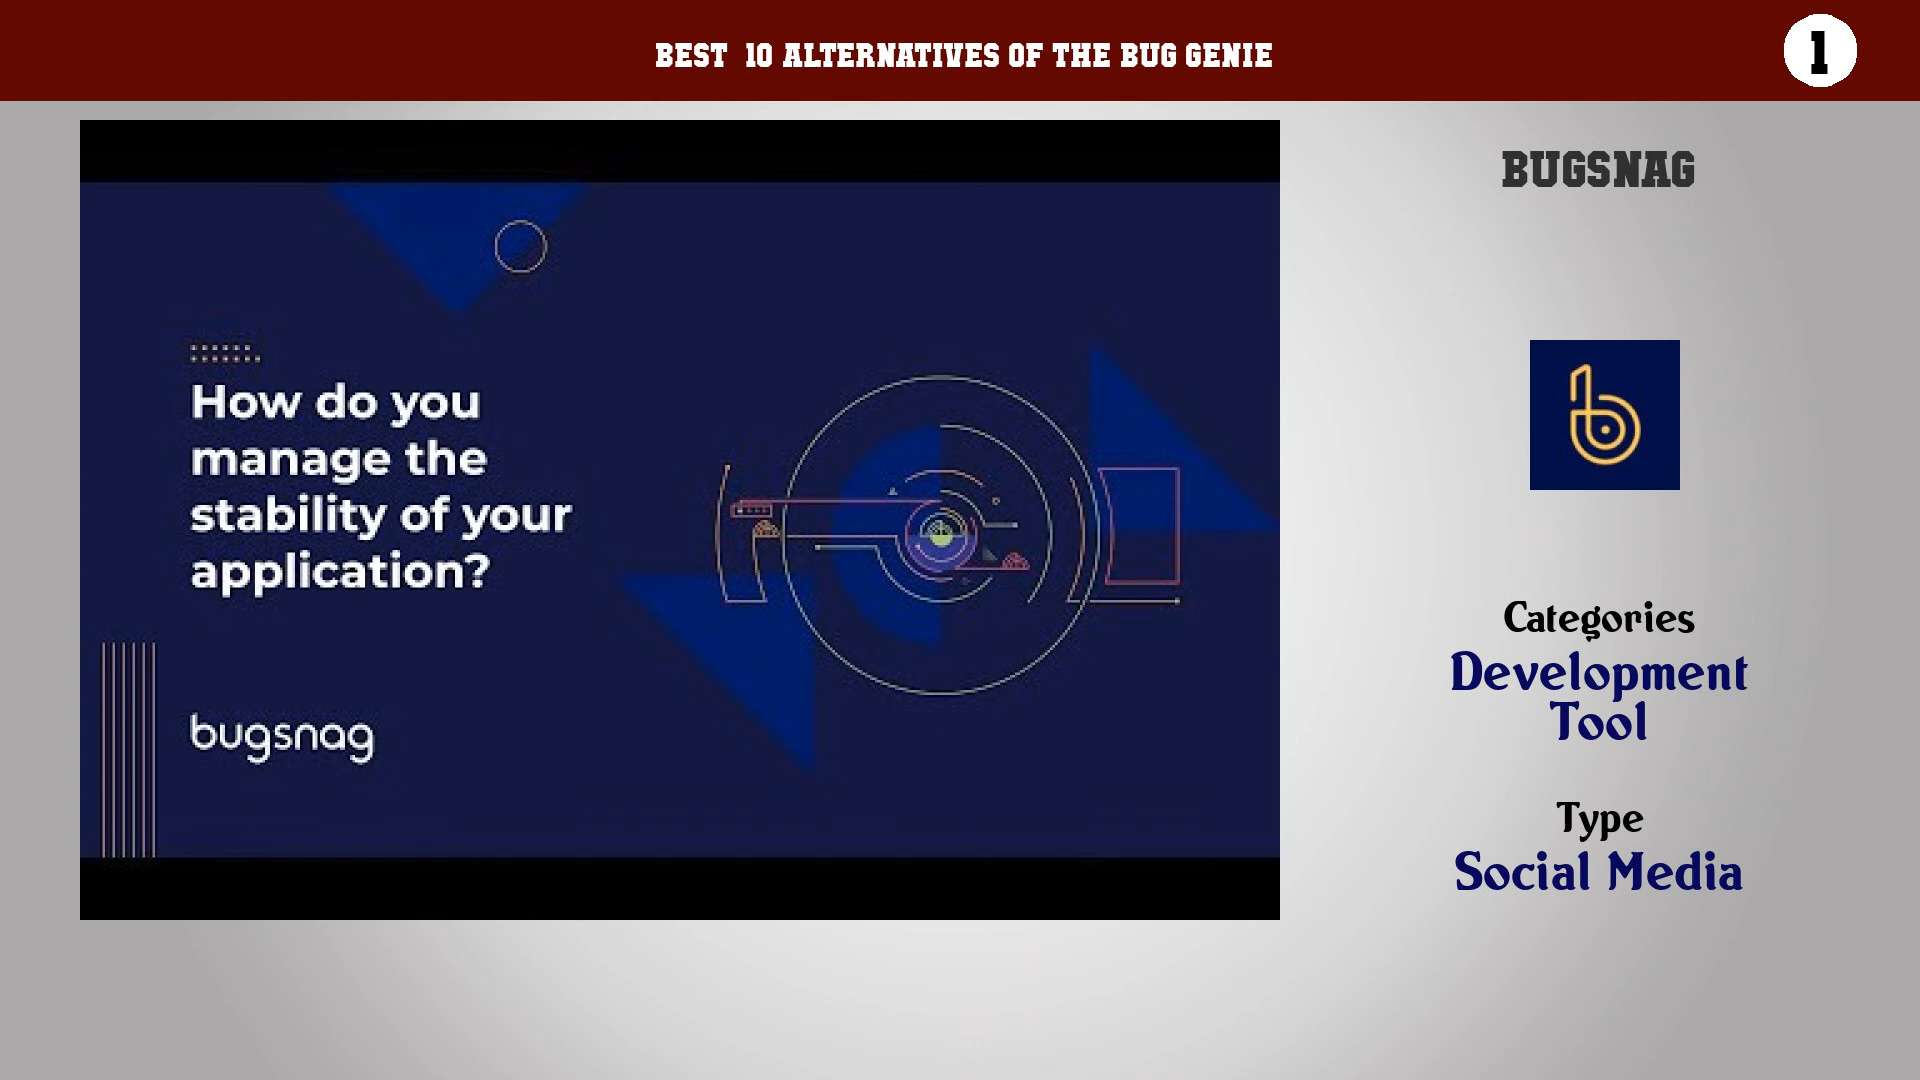 BEST 10 ALTERNATIVES OF THE BUG GENIE
1
How do you
manage the
stability of your
application?
bugsnag
BUGSNAG
Categories
Development
Tool
Type
Social Media